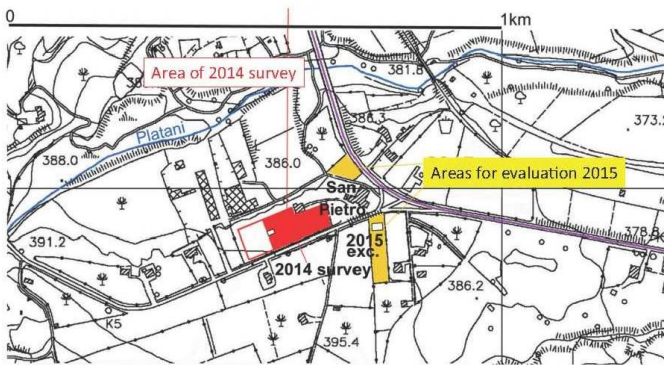 0
1km
Area of 2014 survey
381.8
Platani
386.3
373.2
388.0
386.0
Areas for evaluation 2015
San
Pietro
391.2
2015
exc.
378.8
2014 survey
386.2
K5
395.4